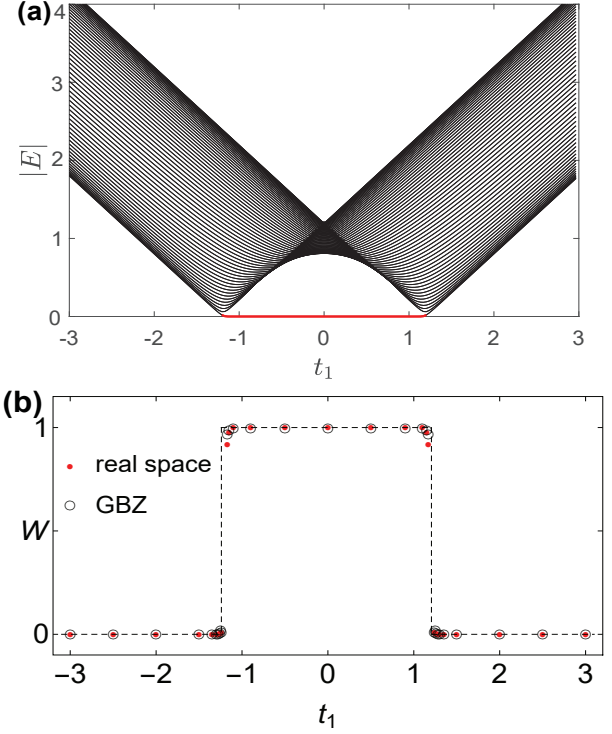 (a)
4
3
2
1
0
|E|
-3 -2 -1 0 1 2 3
t₁
(b)
1
real space
GBZ
W
0
−3 −2 −1 0 1 2 3
t₁